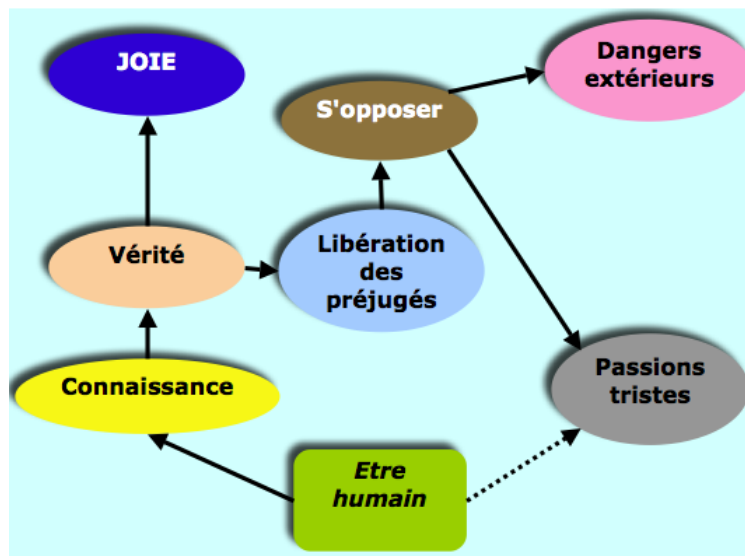 JOIE
Dangers
extérieurs
S'opposer
Vérité
Libération
des
préjugés
Connaissance
Passions
tristes
Etre
humain